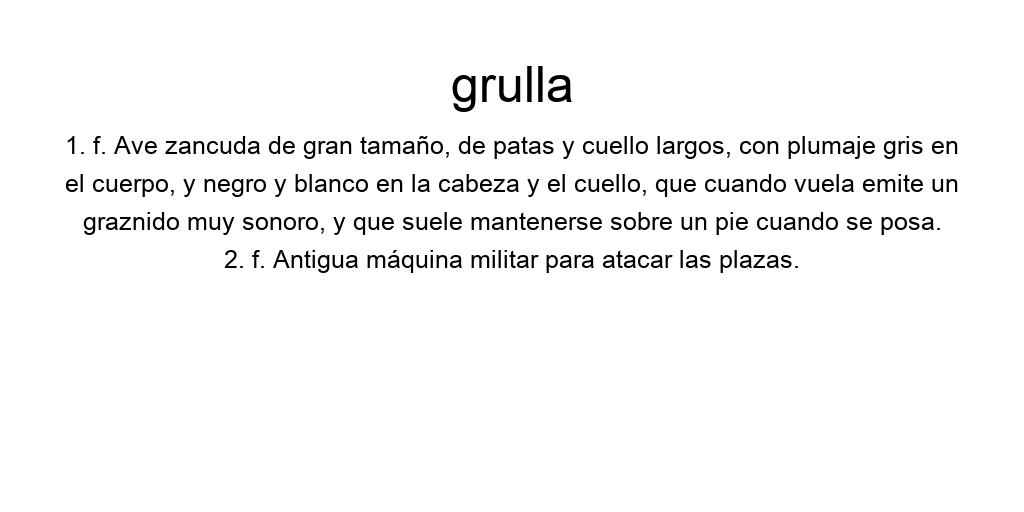 grulla
1. f. Ave zancuda de gran tamaño, de patas y cuello largos, con plumaje gris en
el cuerpo, y negro y blanco en la cabeza y el cuello, que cuando vuela emite un
graznido muy sonoro, y que suele mantenerse sobre un pie cuando se posa.
2. f. Antigua máquina militar para atacar las plazas.